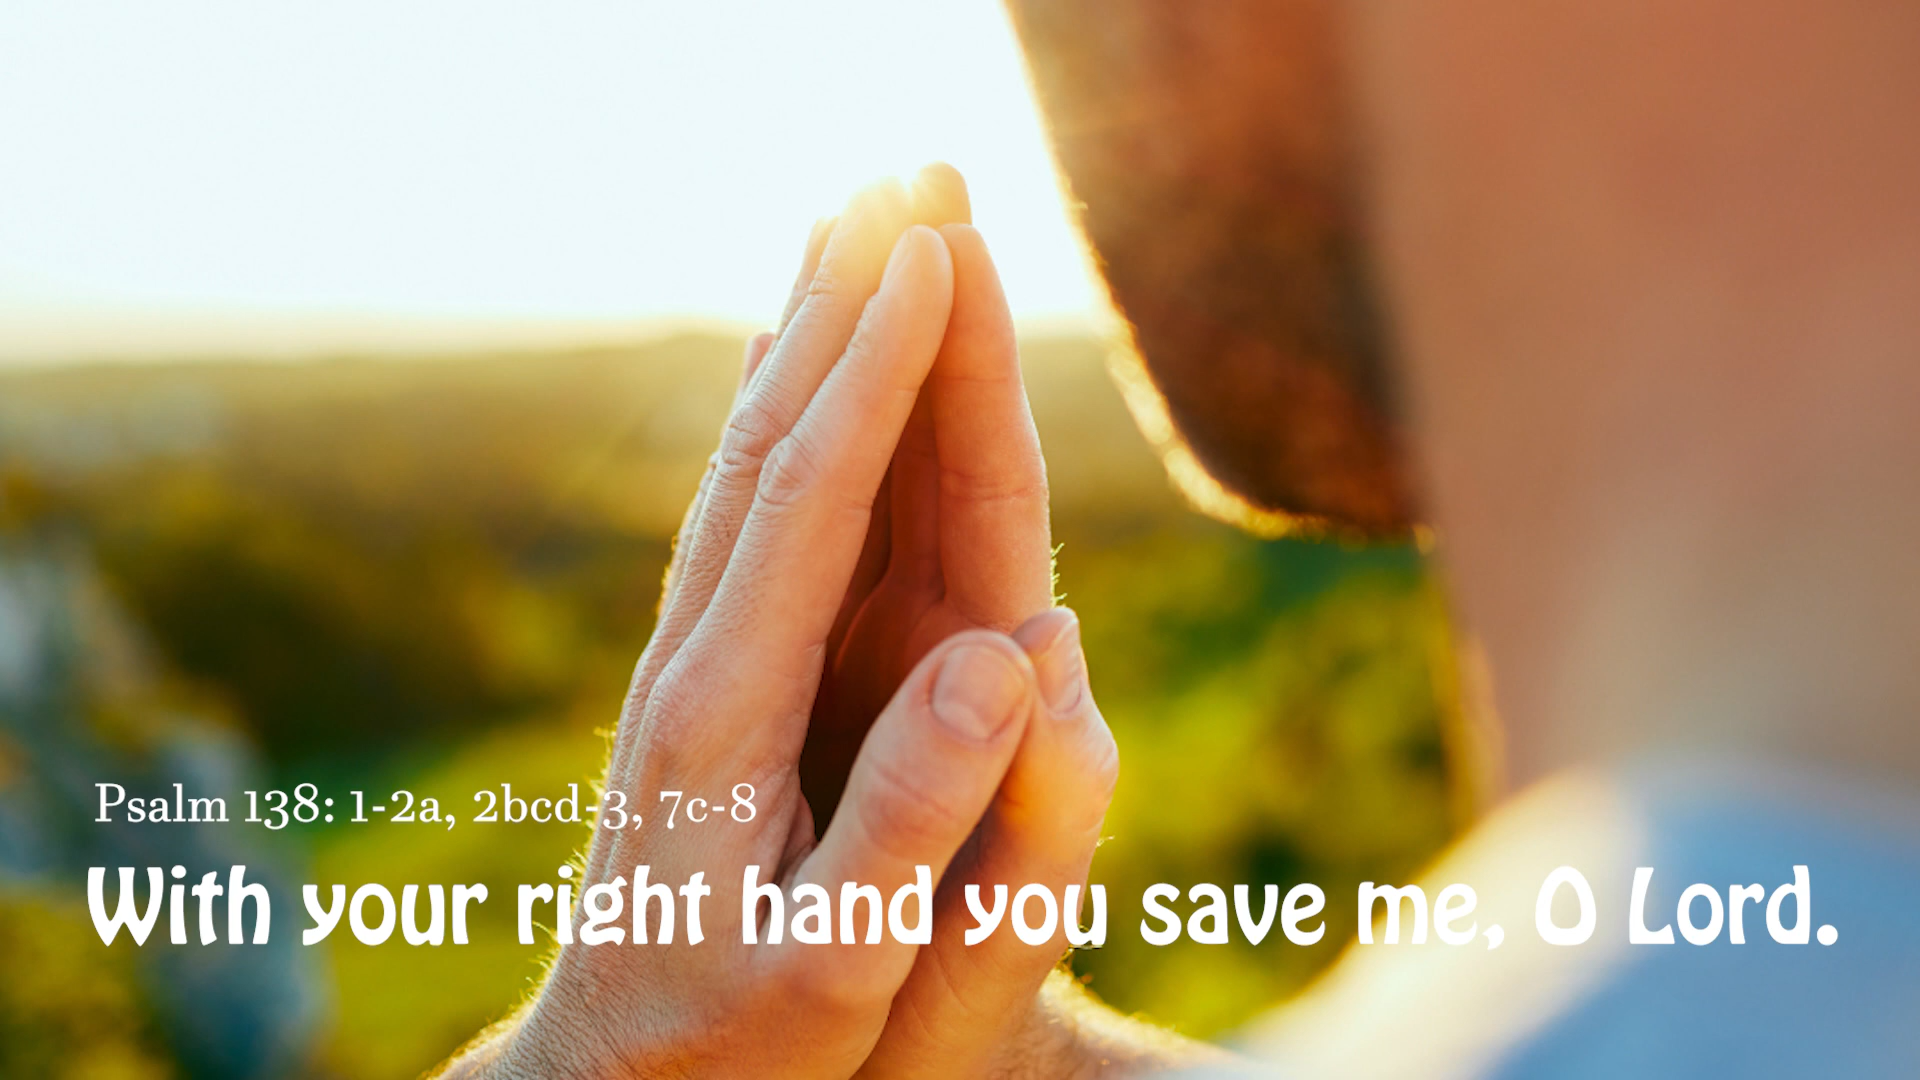 Psalm 138: 1-2a, 2bcd-3, 7c-8
With your right hand you save me, O Lord.